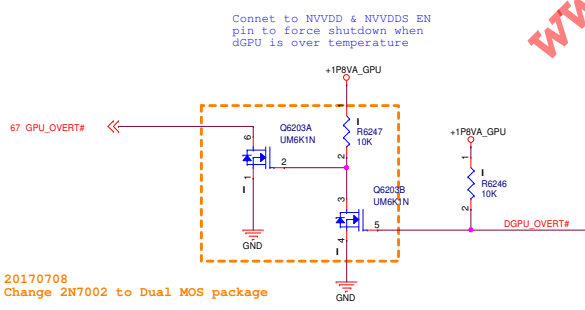 Connet to NVVDD & NVVDDS EN
pin to force shutdown when
dGPU is over temperature
WW
+1P8VA_GPU
67 GPU_OVERT#
6
Q6203A
UM6K1N
1
I
R6247
10K
+1P8VA_GPU
2
2
1
I
1
I
R6246
10K
3
Q6203B
UM6K1N
2
5
DGPU_OVERT#
4
I
GND
GND
20170708
Change 2N7002 to Dual MOS package